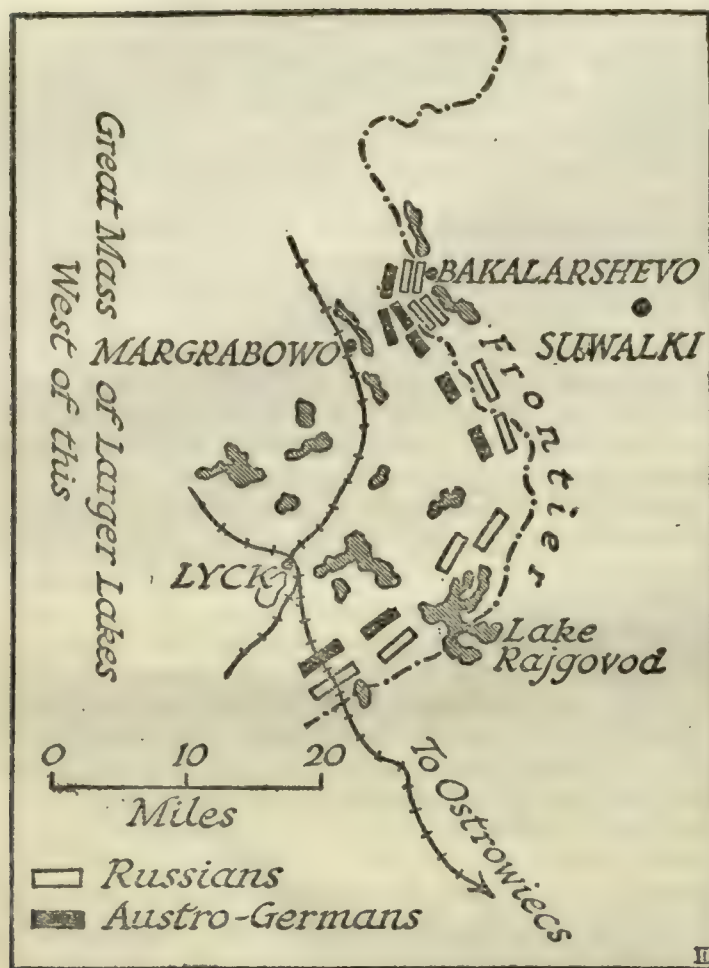 Great Mass of Larger Lakes
West of this
BAKALARSHEVO
SUWALKI
MARGRABOWO
Frontier
LYCK
Lake
Rajgovod
0 10 20
Miles
To Ostrowiecs
Russians
Austro-Germans
II